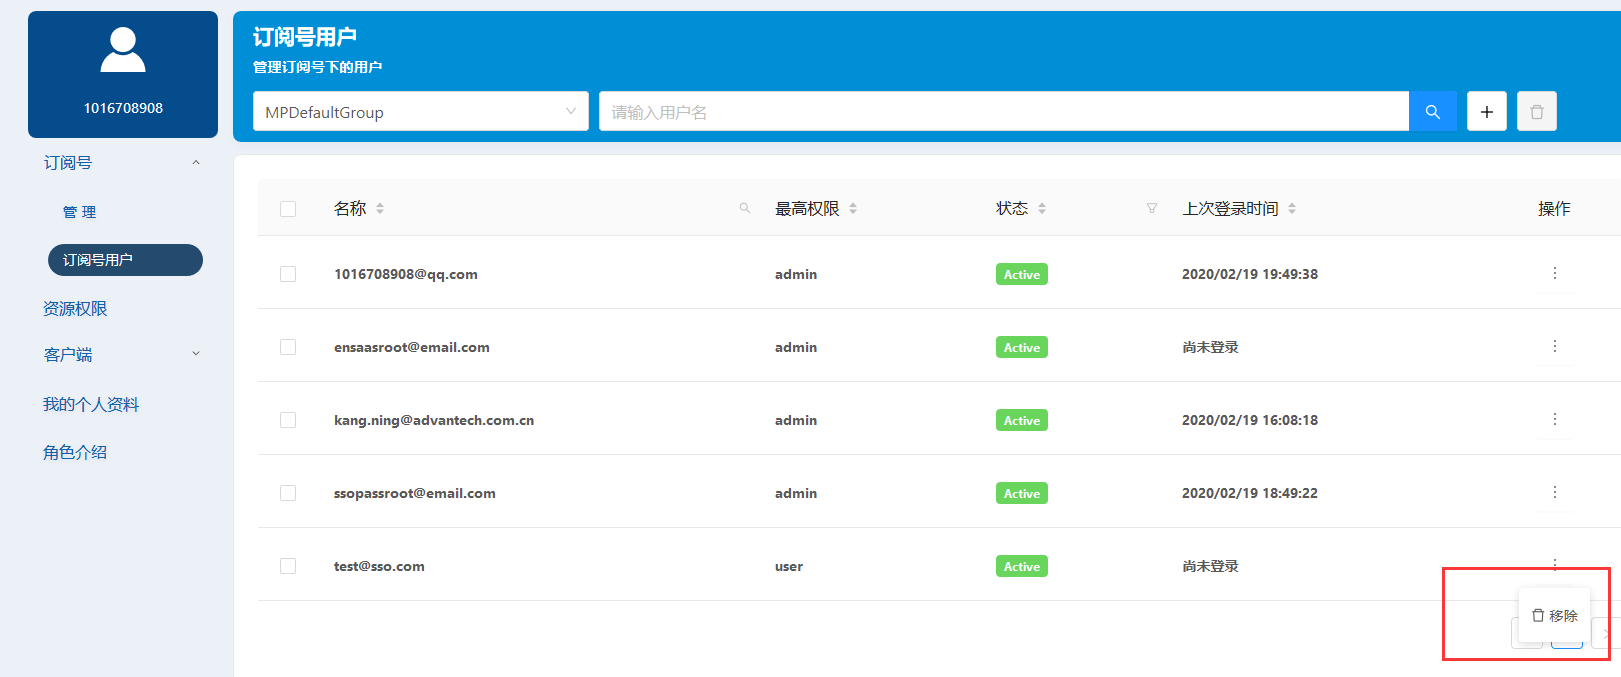 1016708908
订阅号
管 理
订阅号用户
资源权限
客户端
我的个人资料
角色介绍
订阅号用户
管理订阅号下的用户
MPDefaultGroup 请输入用户名
名称 最高权限 状态 上次登录时间 操作
1016708908@qq.com admin Active 2020/02/19 19:49:38
ensaasroot@email.com admin Active 尚未登录
kang.ning@advantech.com.cn admin Active 2020/02/19 16:08:18
ssopassroot@email.com admin Active 2020/02/19 18:49:22
test@sso.com user Active 尚未登录
移除